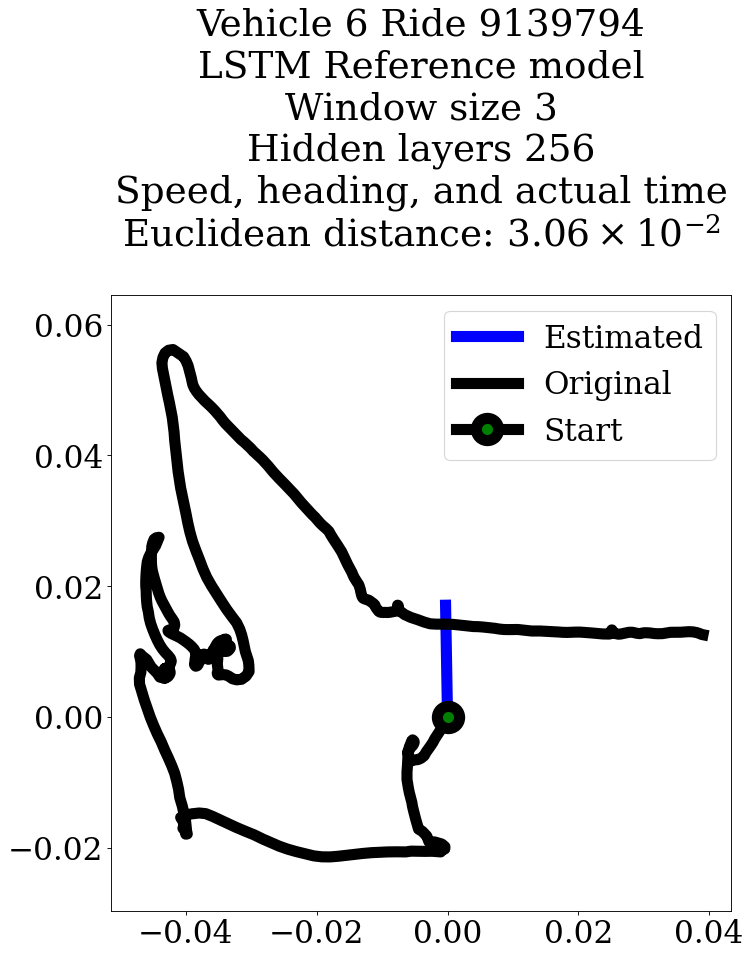 Vehicle 6 Ride 9139794
LSTM Reference model
Window size 3
Hidden layers 256
Speed, heading, and actual time
Euclidean distance: 3.06 × 10⁻²
Estimated
Original
Start
0.06
0.04
0.02
0.00
−0.02
−0.04 −0.02 0.00 0.02 0.04